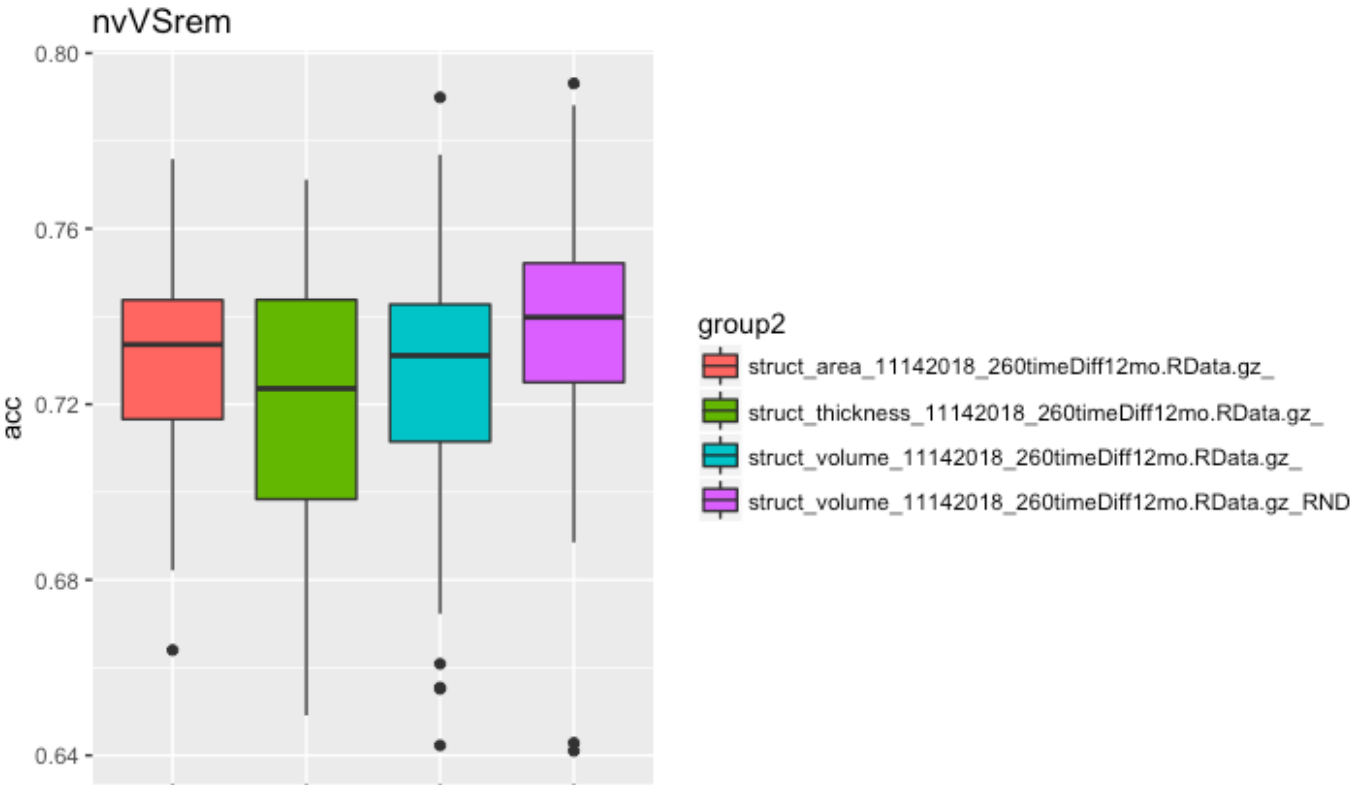 nvVSrem
0.80
0.76
0.72
0.68
0.64
acc
group2
struct_area_11142018_260timeDiff12mo.RData.gz_
struct_thickness_11142018_260timeDiff12mo.RData.gz_
struct_volume_11142018_260timeDiff12mo.RData.gz_
struct_volume_11142018_260timeDiff12mo.RData.gz_RND